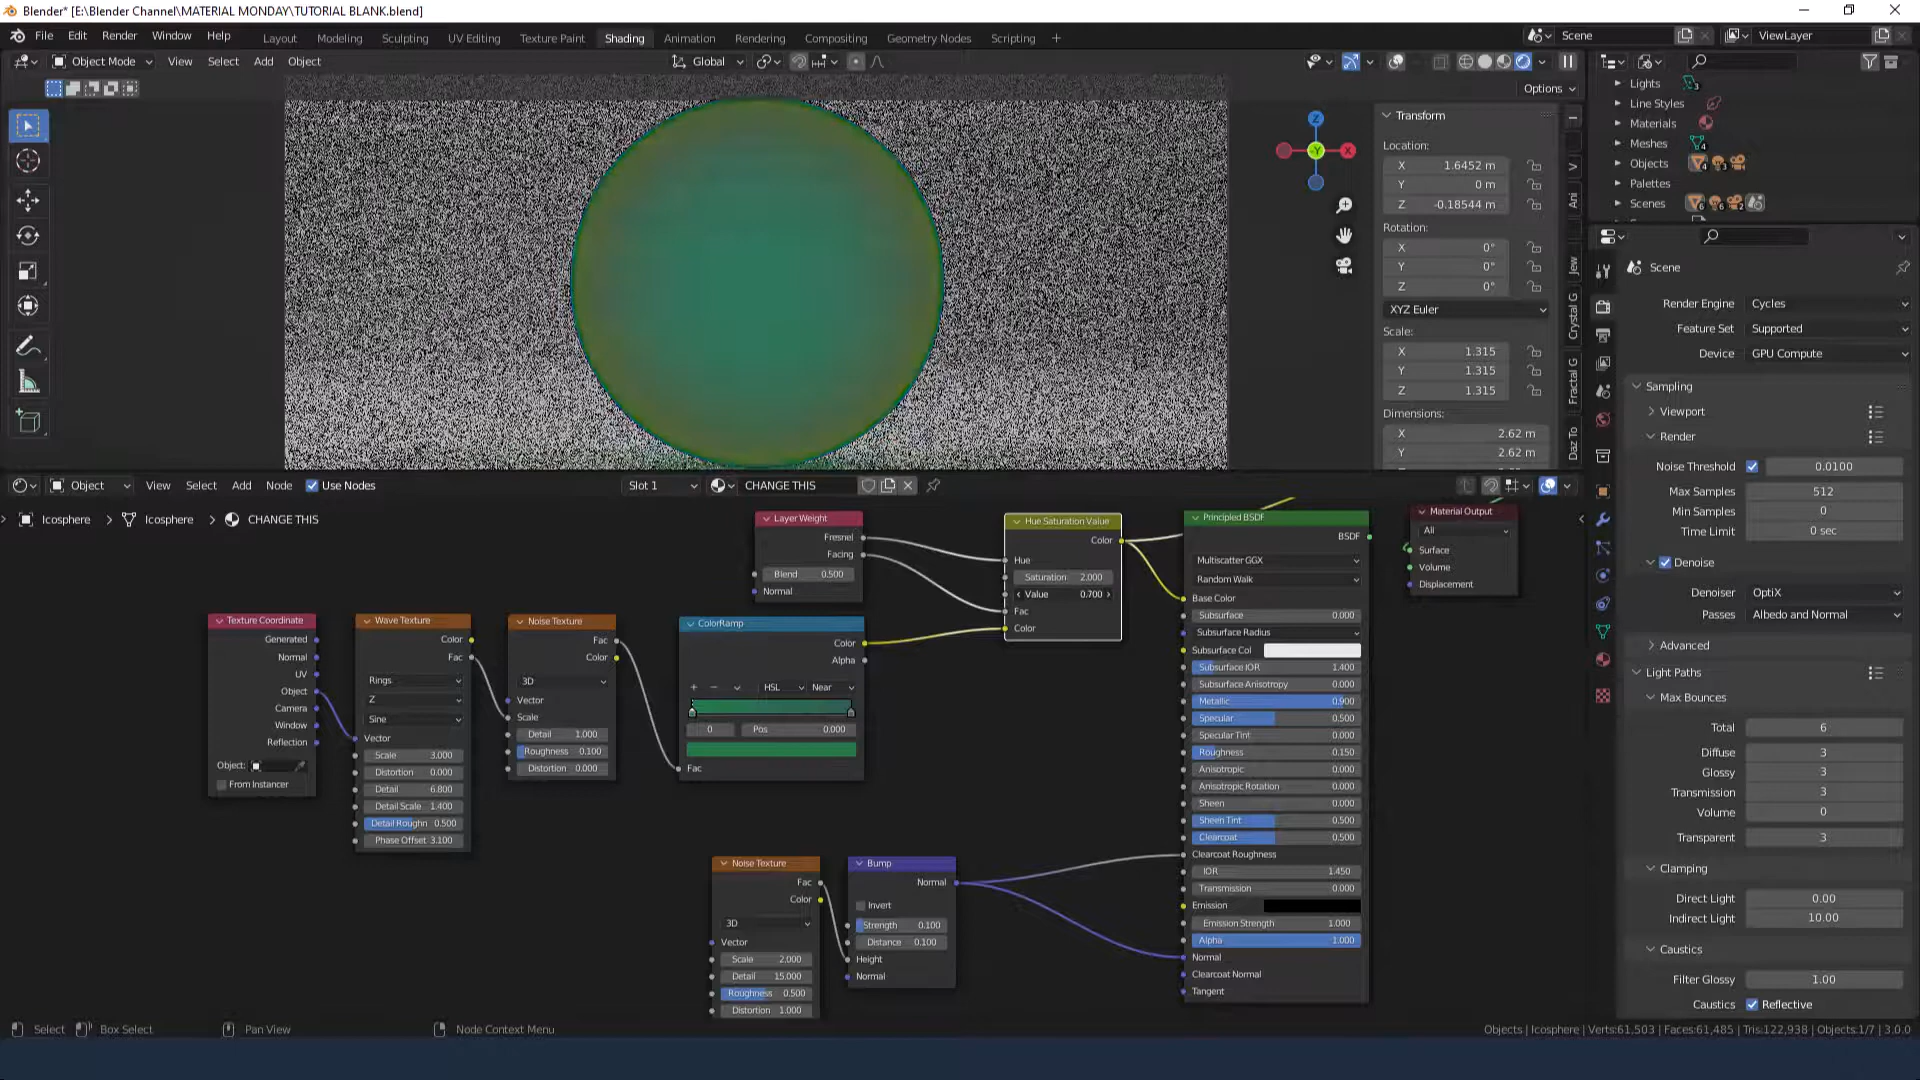 Blender* [E:\Blender Channel\MATERIAL MONDAY\TUTORIAL BLANK.blend]
File Edit Render Window Help Layout Modeling Sculpting UV Editing Texture Paint Shading Animation Rendering Compositing Geometry Nodes Scripting + Scene ViewLayer
Object Mode View Select Add Object Global
Options
Transform
Location:
X 1.6452 m
Y 0 m
Z -0.18544 m
Rotation:
X 0°
Y 0°
Z 0°
XYZ Euler
Scale:
X 1.315
Y 1.315
Z 1.315
Dimensions:
X 2.62 m
Y 2.62 m
V
Ani
Jew
Crystal G
Fractal G
Daz To
Z
-Y
X
Lights 3
Line Styles
Materials
Meshes 4
Objects 4 3
Palettes
Scenes 6 6 2
Scene
Render Engine Cycles
Feature Set Supported
Device GPU Compute
Sampling
Viewport
Render
Noise Threshold 0.0100
Max Samples 512
Min Samples 0
Time Limit 0 sec
Denoise
Denoiser OptiX
Passes Albedo and Normal
Advanced
Light Paths
Max Bounces
Total 6
Diffuse 3
Glossy 3
Transmission 3
Volume 0
Transparent 3
Clamping
Direct Light 0.00
Indirect Light 10.00
Caustics
Filter Glossy 1.00
Caustics Reflective
Object View Select Add Node Use Nodes Slot 1 CHANGE THIS
Icosphere > Icosphere > CHANGE THIS
Texture Coordinate
Generated
Normal
UV
Object
Camera
Window
Reflection
Object:
From Instancer
Wave Texture
Color
Fac
Rings
Z
Sine
Vector
Scale 3.000
Distortion 0.000
Detail 6.800
Detail Scale 1.400
Detail Roughn 0.500
Phase Offset 3.100
Noise Texture
Fac
Color
3D
Vector
Scale
Detail 1.000
Roughness 0.100
Distortion 0.000
Layer Weight
Fresnel
Facing
Blend 0.500
Normal
ColorRamp
Color
Alpha
+ − HSL Near
0 Pos 0.000
Fac
Noise Texture
Fac
Color
3D
Vector
Scale 2.000
Detail 15.000
Roughness 0.500
Distortion 1.000
Bump
Normal
Invert
Strength 0.100
Distance 0.100
Height
Normal
Hue Saturation Value
Color
Hue
Saturation 2.000
Value 0.700
Fac
Color
Principled BSDF
BSDF
Multiscatter GGX
Random Walk
Base Color
Subsurface 0.000
Subsurface Radius
Subsurface Col
Subsurface IOR 1.400
Subsurface Anisotropy 0.000
Metallic 0.900
Specular 0.500
Specular Tint 0.000
Roughness 0.150
Anisotropic 0.000
Anisotropic Rotation 0.000
Sheen 0.000
Sheen Tint 0.500
Clearcoat 0.500
Clearcoat Roughness
IOR 1.450
Transmission 0.000
Emission
Emission Strength 1.000
Alpha 1.000
Normal
Clearcoat Normal
Tangent
Material Output
All
Surface
Volume
Displacement
Select Box Select Pan View Node Context Menu
Objects | Icosphere | Verts:61,503 | Faces:61,485 | Tris:122,938 | Objects:1/7 | 3.0.0